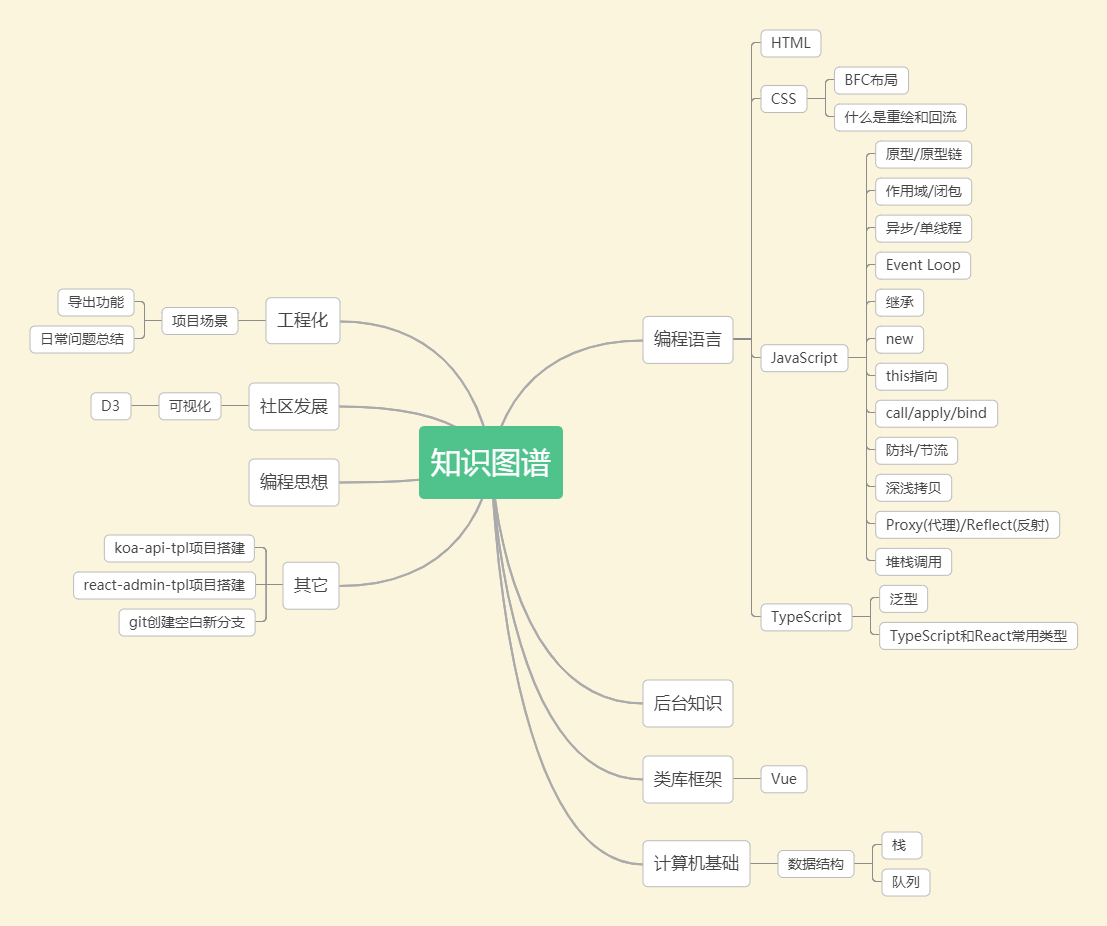 知识图谱
编程语言
HTML
CSS
BFC布局
什么是重绘和回流
JavaScript
原型/原型链
作用域/闭包
异步/单线程
Event Loop
继承
new
this指向
call/apply/bind
防抖/节流
深浅拷贝
Proxy(代理)/Reflect(反射)
堆栈调用
TypeScript
泛型
TypeScript和React常用类型
后台知识
类库框架
Vue
计算机基础
数据结构
栈
队列
工程化
项目场景
导出功能
日常问题总结
社区发展
可视化
D3
编程思想
其它
koa-api-tpl项目搭建
react-admin-tpl项目搭建
git创建空白新分支